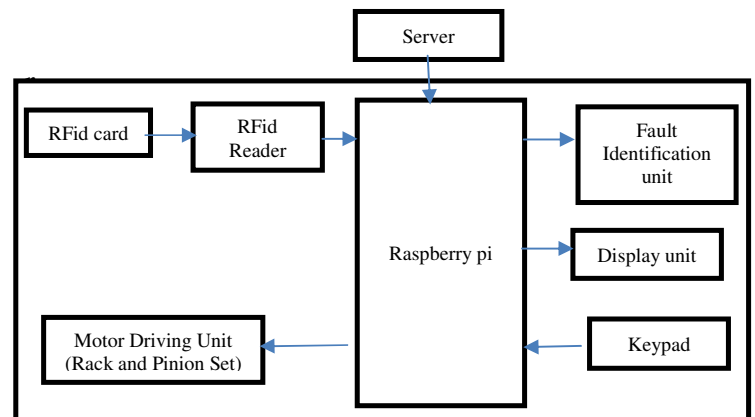 Server
RFid card
RFid
Reader
Fault
Identification
unit
Raspberry pi
Display unit
Motor Driving Unit
(Rack and Pinion Set)
Keypad